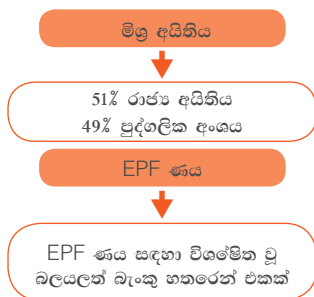 මිශ්‍ර අයිතිය
51% රාජ්‍ය අයිතිය
49% පුද්ගලික අංශය
EPF ණය
EPF ණය සඳහා විශේෂිත වූ
බලයලත් බැංකු හතරෙන් එකක්